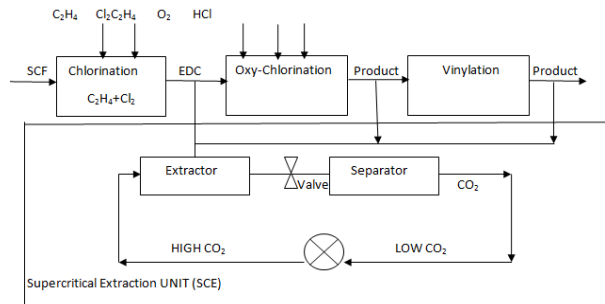 C₂H₄ Cl₂C₂H₄ O₂ HCl
SCF Chlorination EDC Oxy-Chlorination Product Vinylation Product
C₂H₄+Cl₂
Extractor Valve Separator CO₂
HIGH CO₂ LOW CO₂
Supercritical Extraction UNIT (SCE)